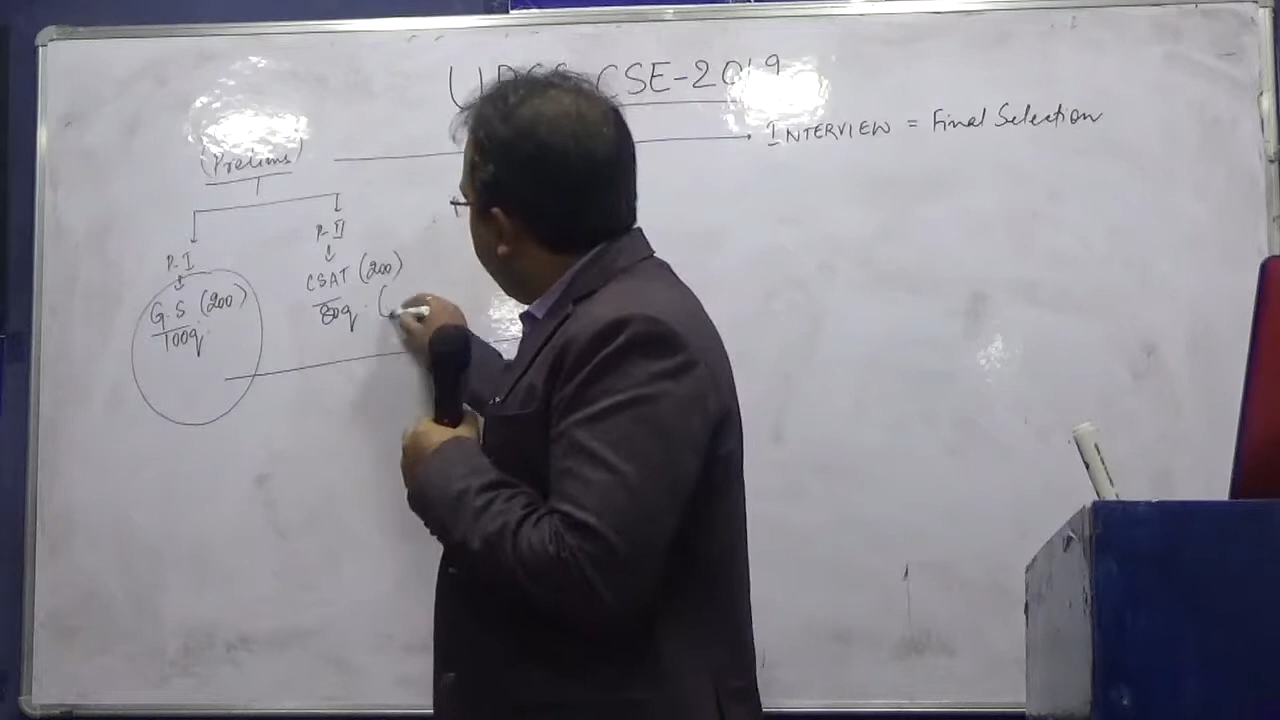 CSE-2019
(Prelims)
INTERVIEW = Final Selection
P-I
P-II
G.S (200)
100q.
CSAT (200)
80q. (